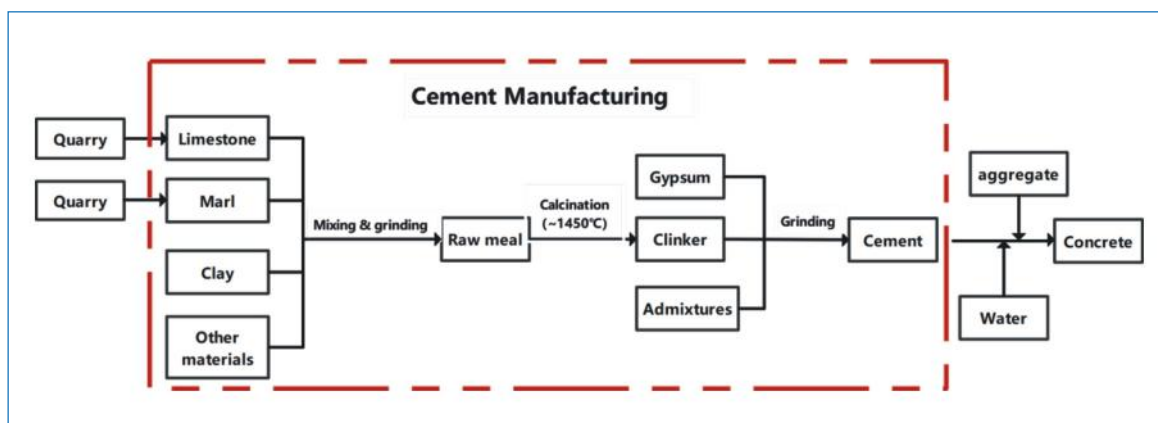 Cement Manufacturing
Quarry
Limestone
Quarry
Marl
Clay
Other
materials
Mixing & grinding
Raw meal
Calcination
(~1450℃)
Gypsum
Clinker
Admixtures
Grinding
Cement
aggregate
Water
Concrete